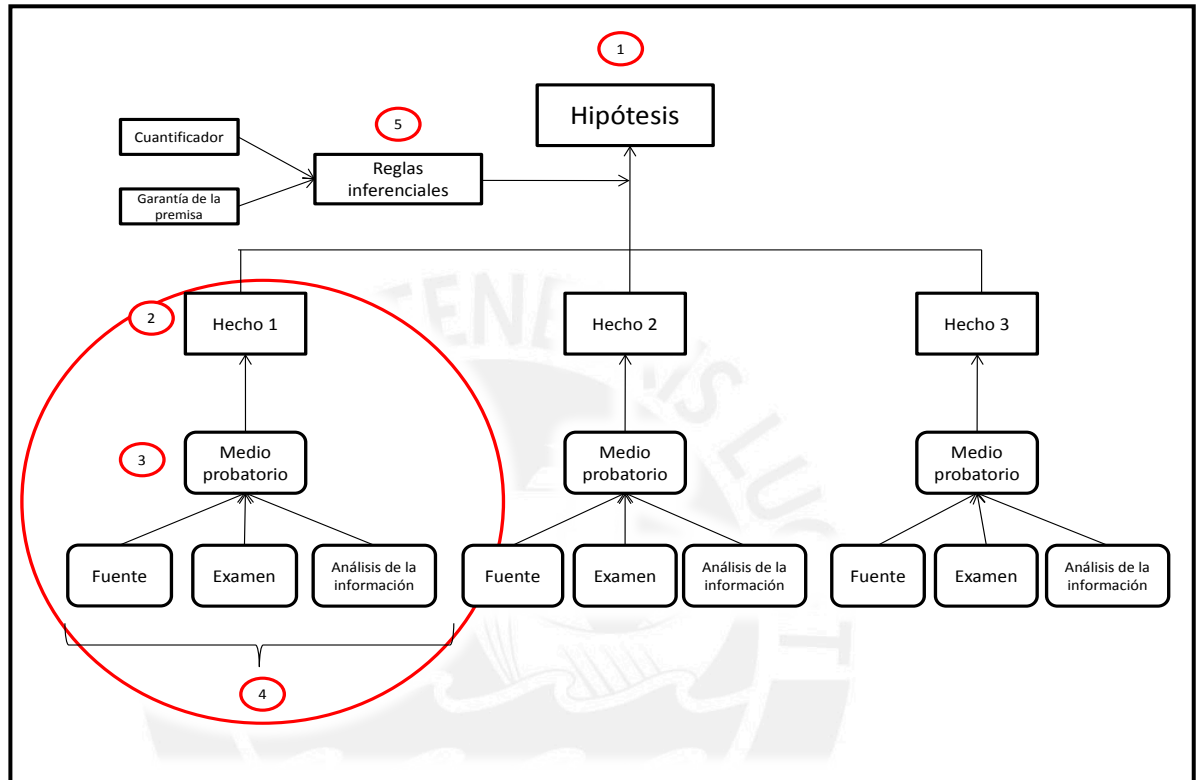 1
Hipótesis
5
Cuantificador
Reglas
inferenciales
Garantía de la
premisa
2
Hecho 1
Hecho 2
Hecho 3
3
Medio
probatorio
Medio
probatorio
Medio
probatorio
Fuente
Examen
Análisis de la
información
Fuente
Examen
Análisis de la
información
Fuente
Examen
Análisis de la
información
4